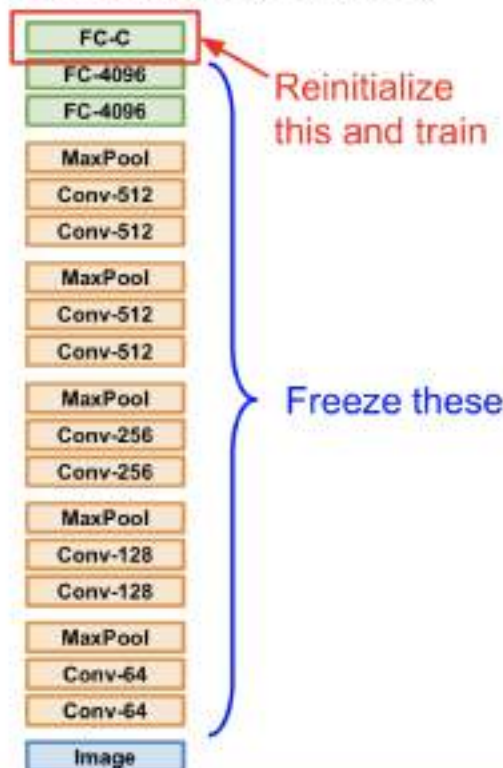 FC-C
FC-4096
FC-4096
Reinitialize
this and train
MaxPool
Conv-512
Conv-512
MaxPool
Conv-512
Conv-512
Freeze these
MaxPool
Conv-256
Conv-256
MaxPool
Conv-128
Conv-128
MaxPool
Conv-64
Conv-64
Image